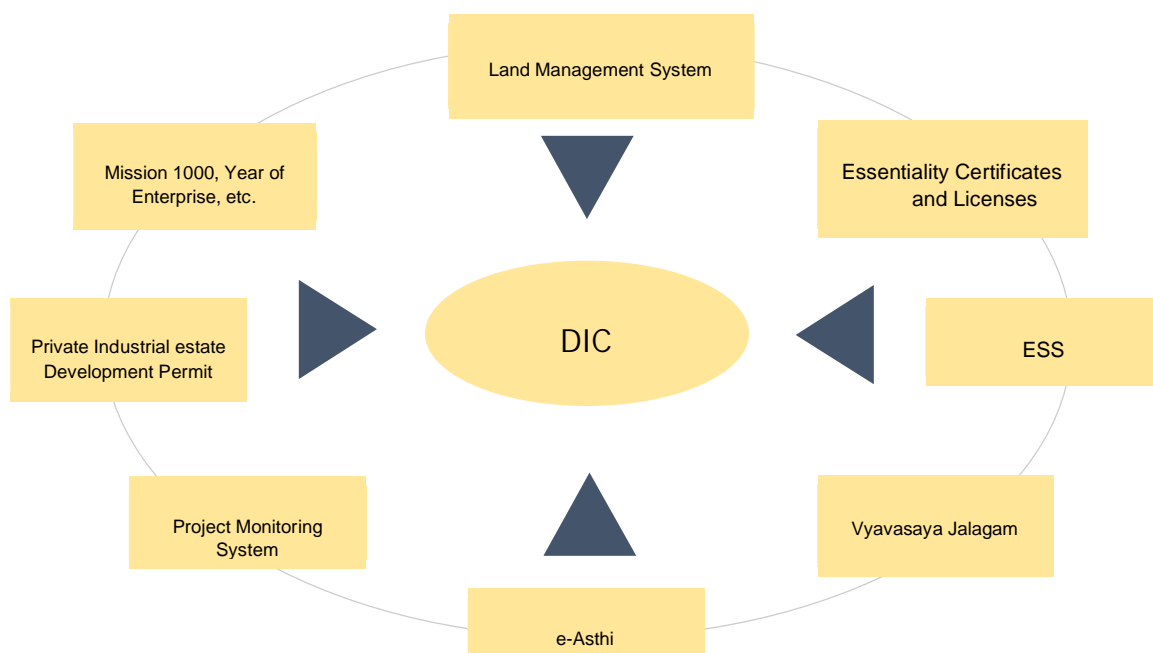 Land Management System
Mission 1000, Year of
Enterprise, etc.
Essentiality Certificates
and Licenses
Private Industrial estate
Development Permit
DIC
ESS
Project Monitoring
System
Vyavasaya Jalagam
e-Asthi